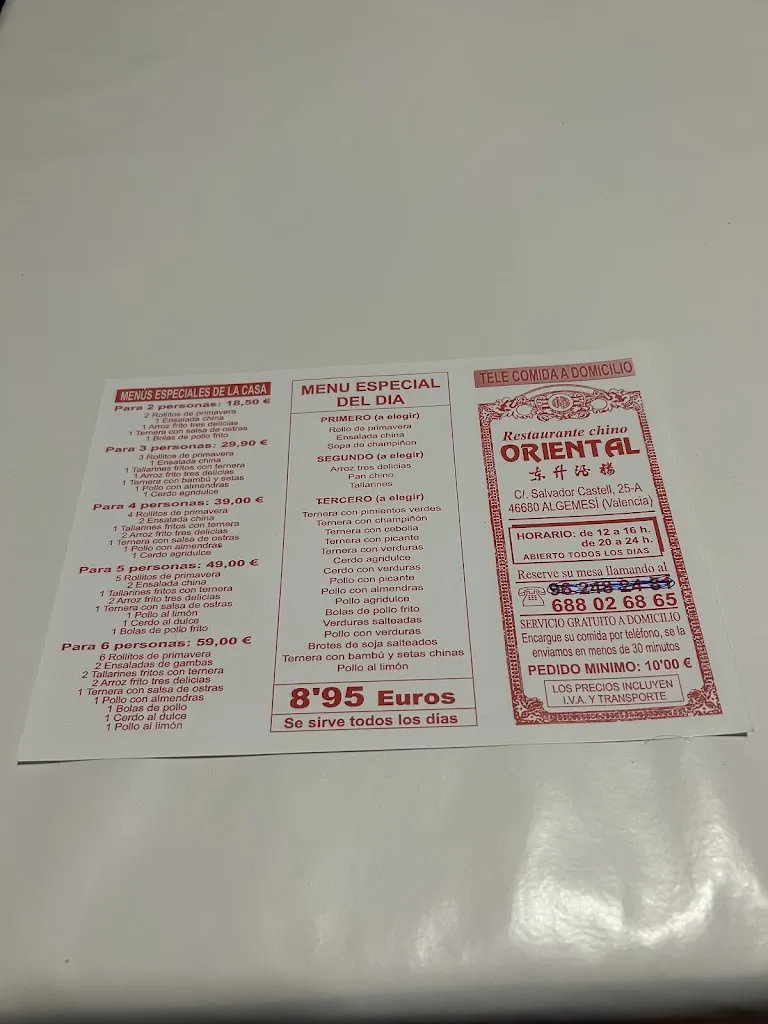 MENÚS ESPECIALES DE LA CASA
Para 2 personas: 18,50 €
2 Rollitos de primavera
1 Ensalada china
1 Arroz frito tres delicias
1 Ternera con salsa de ostras
1 Bolas de pollo frito
Para 3 personas: 29,90 €
3 Rollitos de primavera
1 Ensalada china
1 Tallarines fritos con ternera
1 Arroz frito tres delicias
1 Ternera con bambú y setas
1 Pollo con almendras
1 Cerdo agridulce
Para 4 personas: 39,00 €
4 Rollitos de primavera
2 Ensalada china
1 Tallarines fritos con ternera
2 Arroz frito tres delicias
1 Ternera con salsa de ostras
1 Pollo con almendras
1 Cerdo agridulce
Para 5 personas: 49,00 €
5 Rollitos de primavera
2 Ensalada china
1 Tallarines fritos con ternera
2 Arroz frito tres delicias
1 Ternera con salsa de ostras
1 Pollo al limón
1 Cerdo al dulce
1 Bolas de pollo frito
Para 6 personas: 59,00 €
6 Rollitos de primavera
2 Ensaladas de gambas
2 Tallarines fritos con ternera
2 Arroz frito tres delicias
1 Ternera con salsa de ostras
1 Pollo con almendras
1 Bolas de pollo
1 Cerdo al dulce
1 Pollo al limón
MENU ESPECIAL
DEL DIA
PRIMERO (a elegir)
Rollo de primavera
Ensalada china
Sopa de champiñon
SEGUNDO (a elegir)
Arroz tres delicias
Pan chino
Tallarines
TERCERO (a elegir)
Ternera con pimientos verdes
Ternera con champiñón
Ternera con cebolla
Ternera con picante
Ternera con verduras
Cerdo agridulce
Cerdo con verduras
Pollo con picante
Pollo con almendras
Pollo agridulce
Bolas de pollo frito
Verduras salteadas
Pollo con verduras
Brotes de soja salteados
Ternera con bambú y setas chinas
Pollo al limón
8'95 Euros
Se sirve todos los días
TELE COMIDA A DOMICILIO
Restaurante chino
ORIENTAL
东升酒楼
C/. Salvador Castell, 25-A
46680 ALGEMESÍ (Valencia)
HORARIO: de 12 a 16 h.
de 20 a 24 h.
ABIERTO TODOS LOS DIAS
Reserve su mesa llamando al
96 248 24 81
688 02 68 65
SERVICIO GRATUITO A DOMICILIO
Encargue su comida por teléfono, se la
enviamos en menos de 30 minutos
PEDIDO MINIMO: 10'00 €
LOS PRECIOS INCLUYEN
I.V.A. Y TRANSPORTE